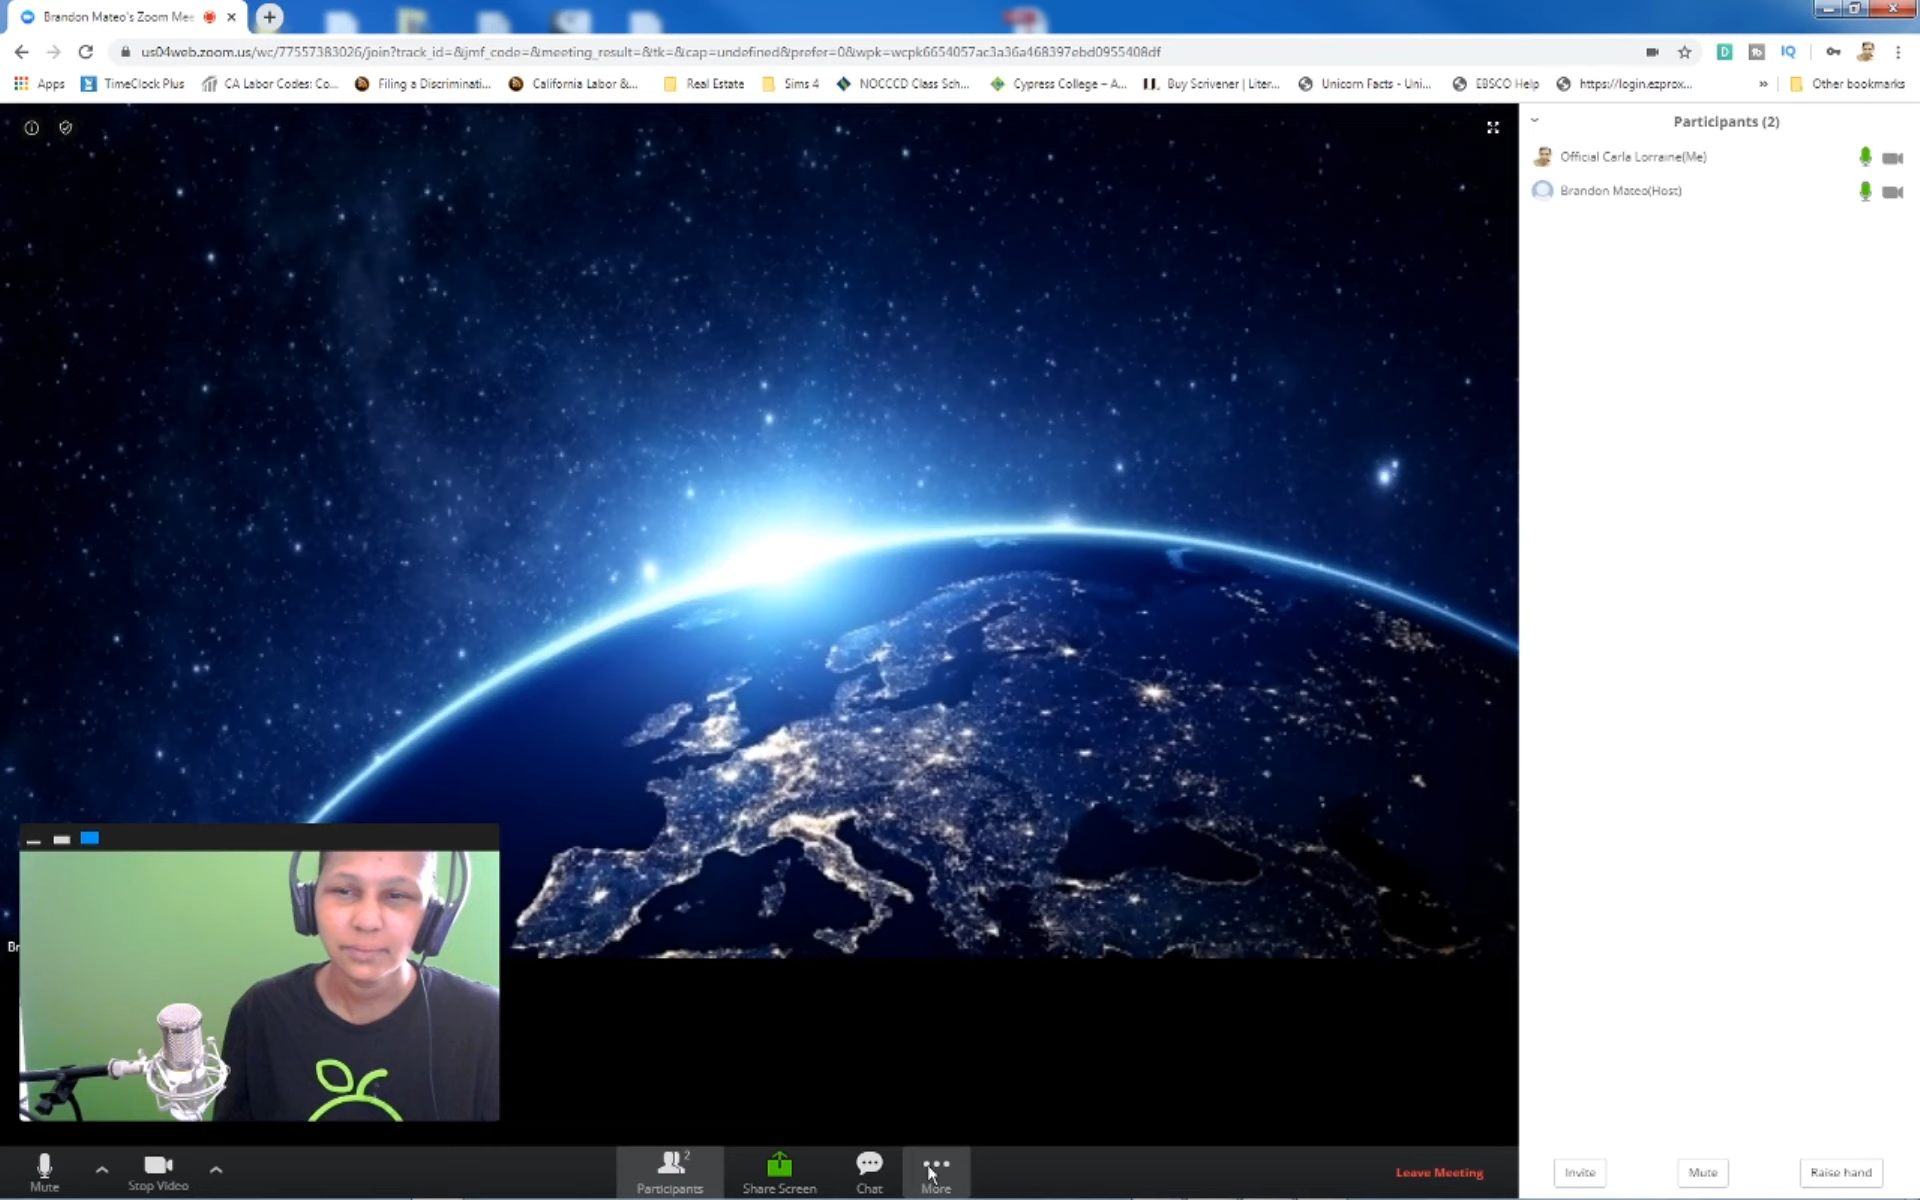 Brandon Mateo's Zoom Mee
us04web.zoom.us/wc/77557383026/join?track_id=&jmf_code=&meeting_result=&tk=&cap=undefined&prefer=0&wpk=wcpk6654057ac3a36a468397ebd0955408df
Apps TimeClock Plus CA Labor Codes: Co... Filing a Discriminati... California Labor &... Real Estate Sims 4 NOCCCD Class Sch... Cypress College – A... Buy Scrivener | Liter... Unicorn Facts - Uni... EBSCO Help https://login.ezprox... » Other bookmarks
Participants (2)
Official Carla Lorraine(Me)
Brandon Mateo(Host)
Br
Mute
Stop Video
2
Participants
Share Screen
Chat
More
Leave Meeting
Invite
Mute
Raise hand